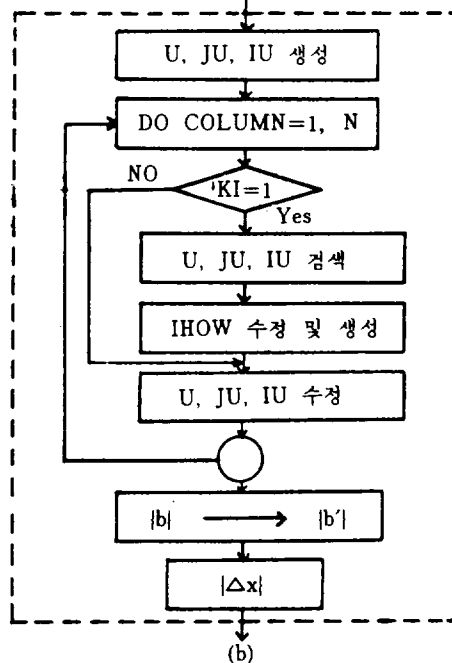 U, JU, IU 생성
DO COLUMN=1, N
NO
'KI=1
Yes
U, JU, IU 검색
IHOW 수정 및 생성
U, JU, IU 수정
|b| → |b′|
|△x|
(b)